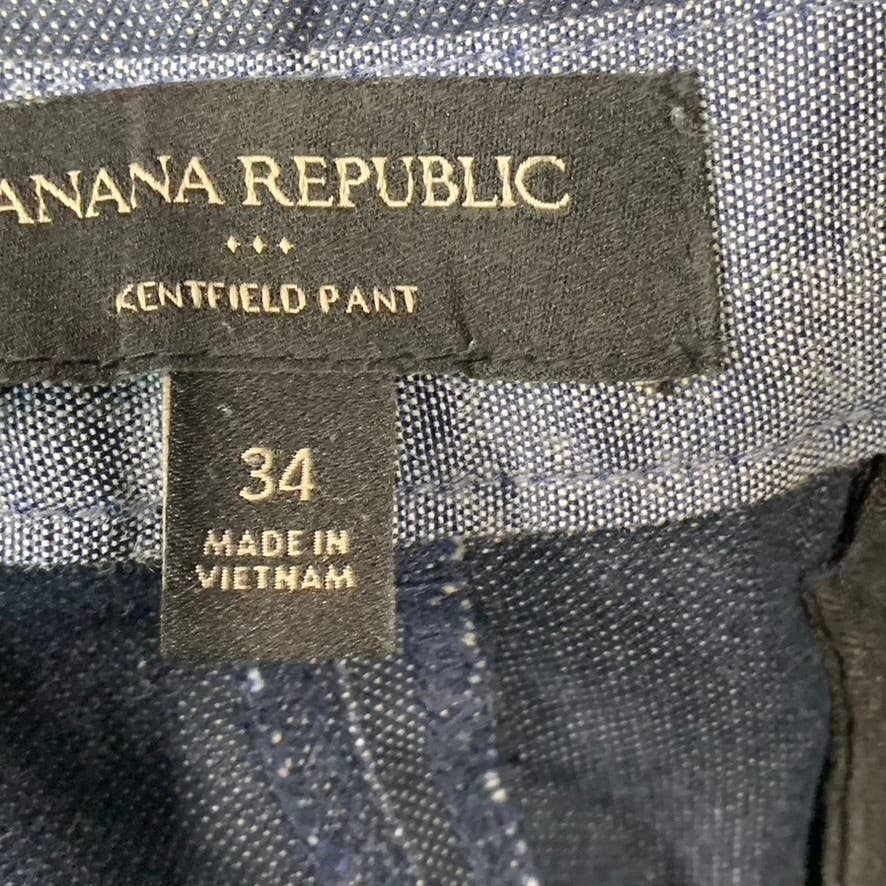 ANANA REPUBLIC
KENTFIELD PANT
34
MADE IN
VIETNAM